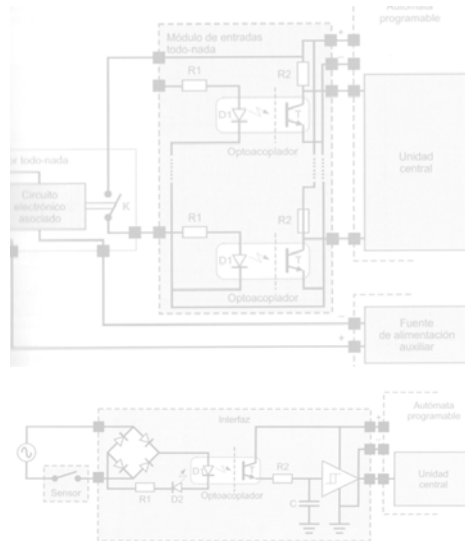 Autómata
programable
Módulo de entradas
todo-nada
+
R1
R2
D1
T
Optoacoplador
Unidad
central
or todo-nada
Circuito
electrónico
asociado
K
R1
R2
D1
T
Optoacoplador
–
+
Fuente
de alimentación
auxiliar
Interfaz
Autómata
programable
+
–
D1
T
R2
R1
D2
Optoacoplador
C
Sensor
Unidad
central